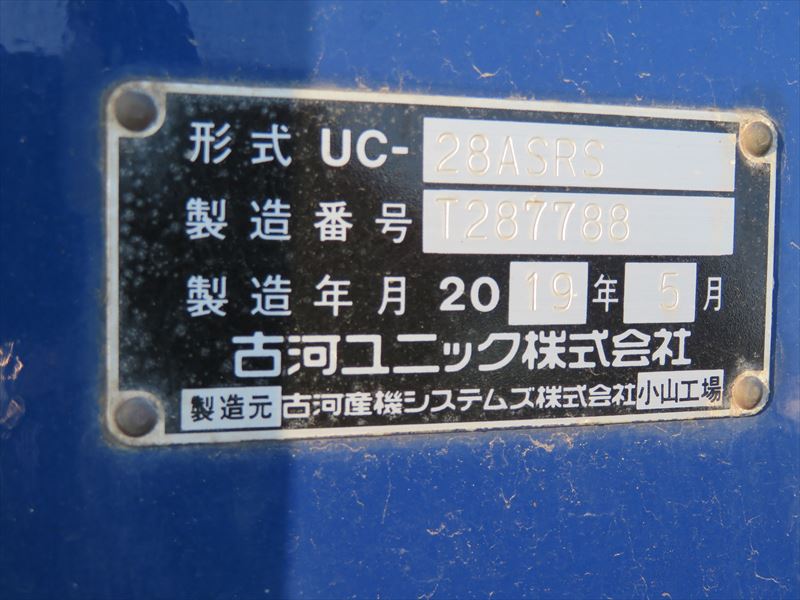 形式 UC-28ASRS
製造番号 T287788
製造年月 2019年5月
古河ユニック株式会社
製造元 古河産機システムズ株式会社 小山工場